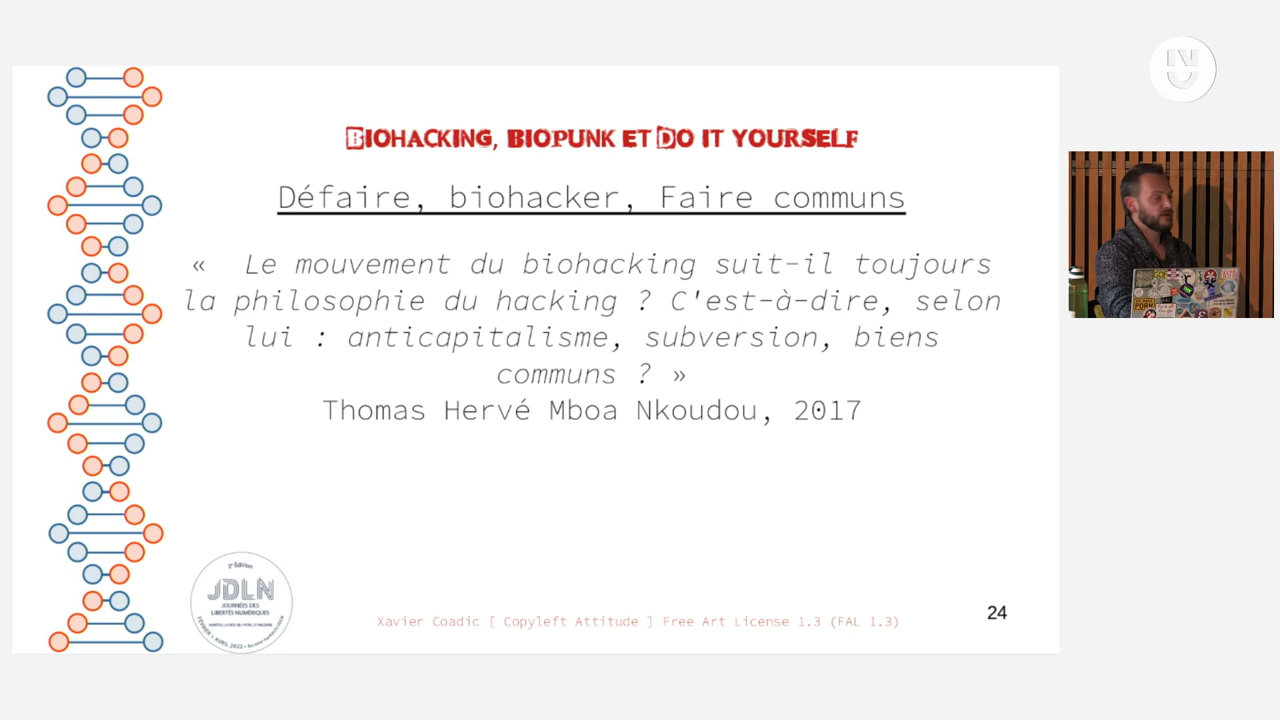 BIOHACKING, BIOPUNK ET DO IT YOURSELF
Défaire, biohacker, Faire communs
« Le mouvement du biohacking suit-il toujours
la philosophie du hacking ? C'est-à-dire, selon
lui : anticapitalisme, subversion, biens
communs ? »
Thomas Hervé Mboa Nkoudou, 2017
2e Édition
JDLN
JOURNÉES DES
LIBERTÉS NUMÉRIQUES
Xavier Coadic [ Copyleft Attitude ] Free Art License 1.3 (FAL 1.3)
24